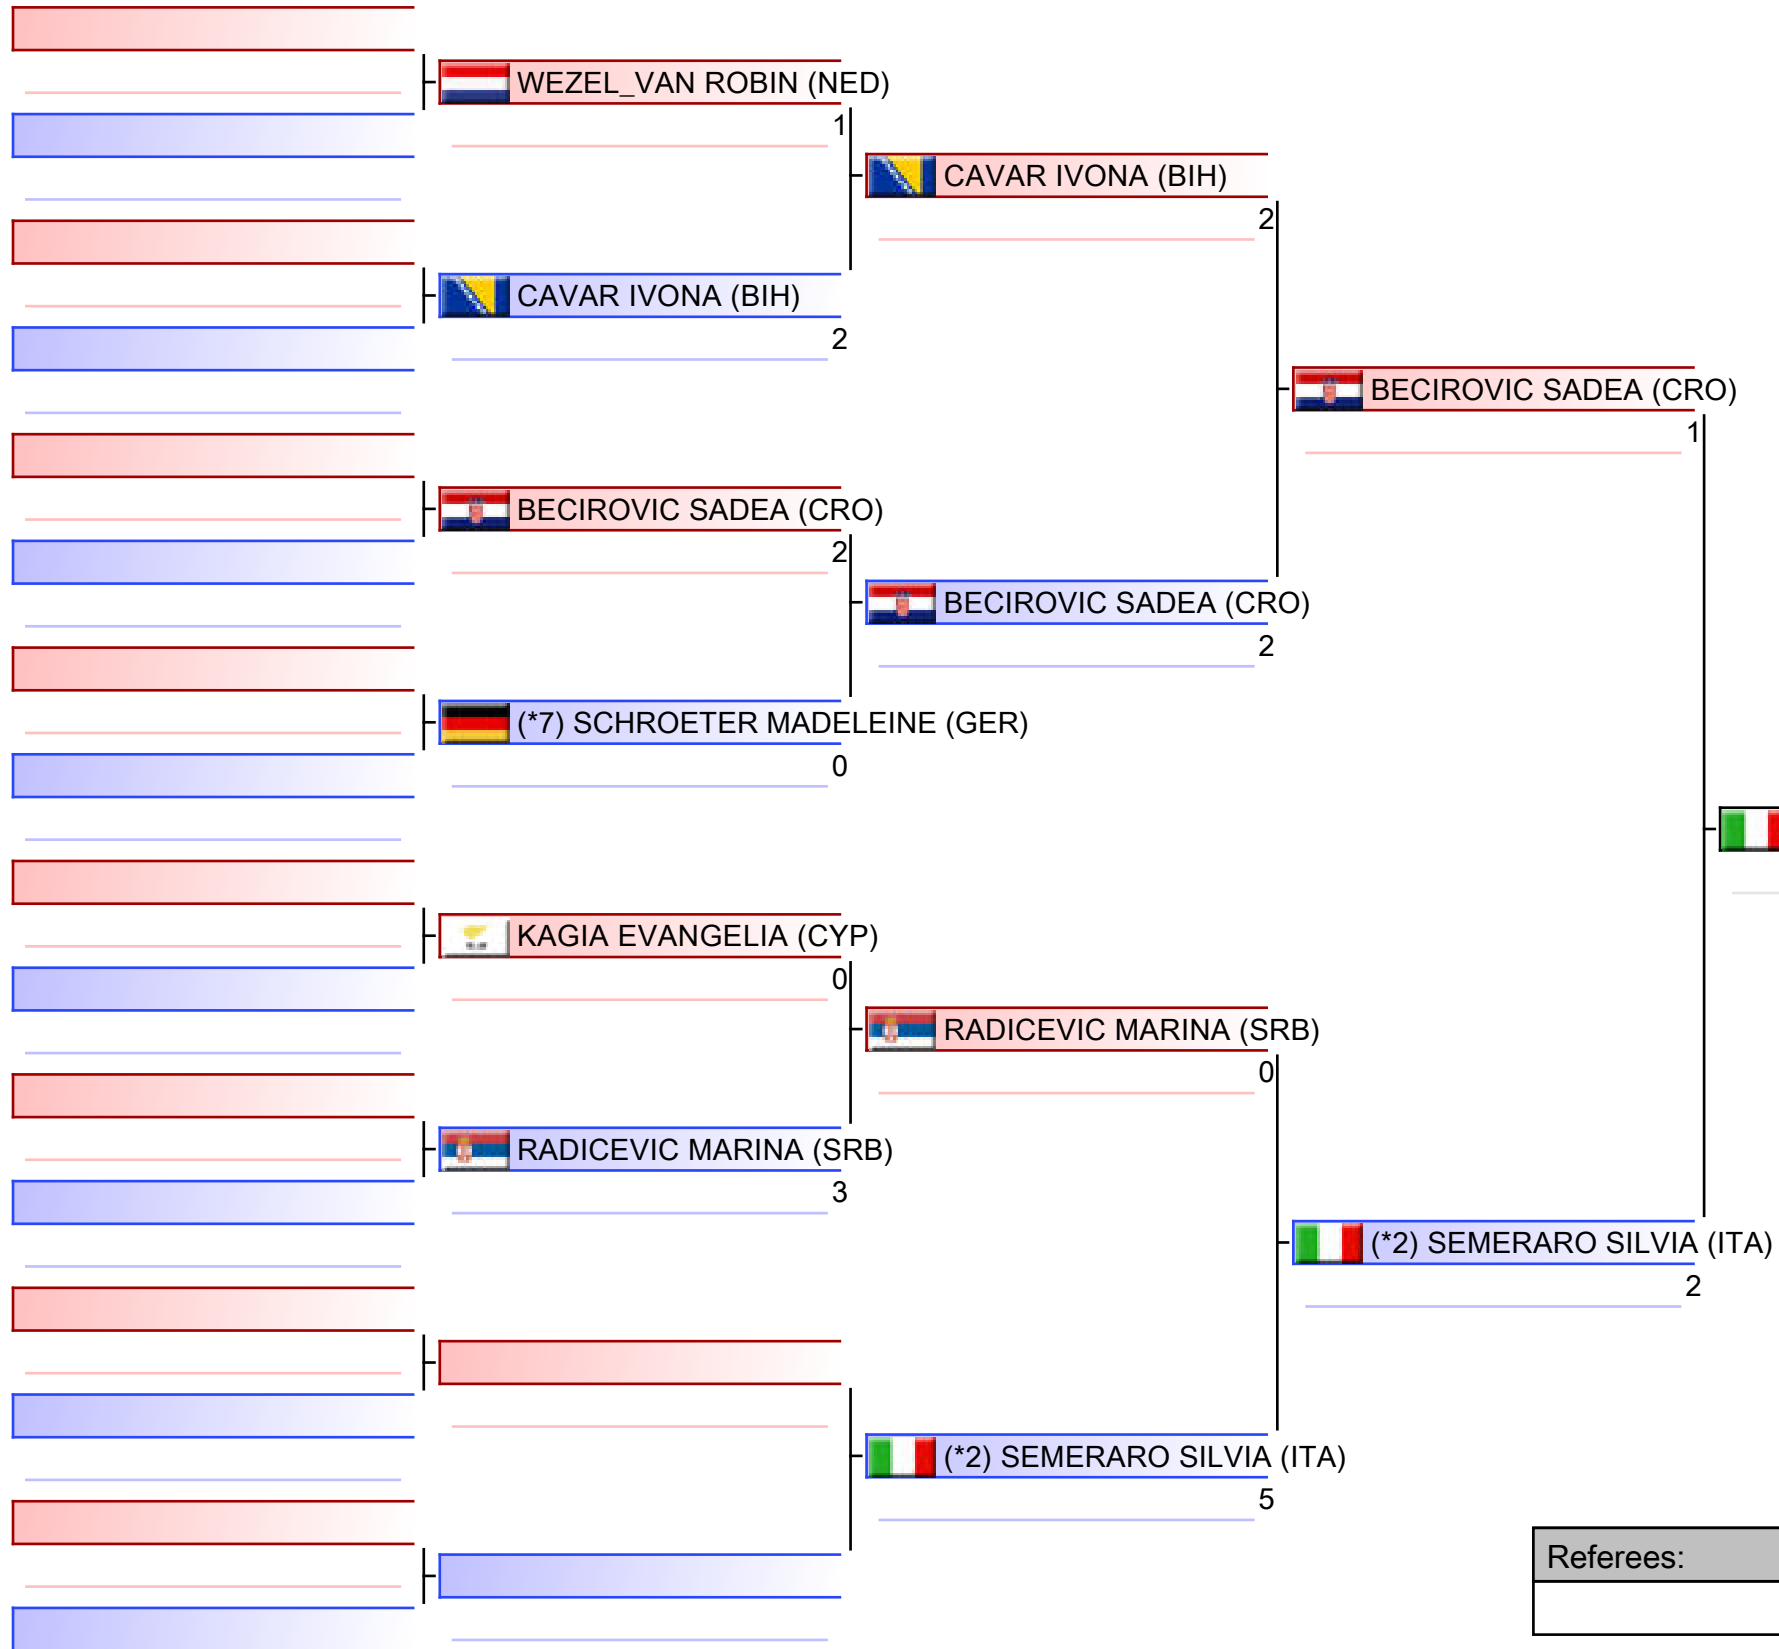 WEZEL_VAN ROBIN (NED)
1
CAVAR IVONA (BIH)
2
CAVAR IVONA (BIH)
2
BECIROVIC SADEA (CRO)
1
BECIROVIC SADEA (CRO)
2
BECIROVIC SADEA (CRO)
2
(*7) SCHROETER MADELEINE (GER)
0
KAGIA EVANGELIA (CYP)
0
RADICEVIC MARINA (SRB)
0
RADICEVIC MARINA (SRB)
3
(*2) SEMERARO SILVIA (ITA)
2
(*2) SEMERARO SILVIA (ITA)
5
Referees: